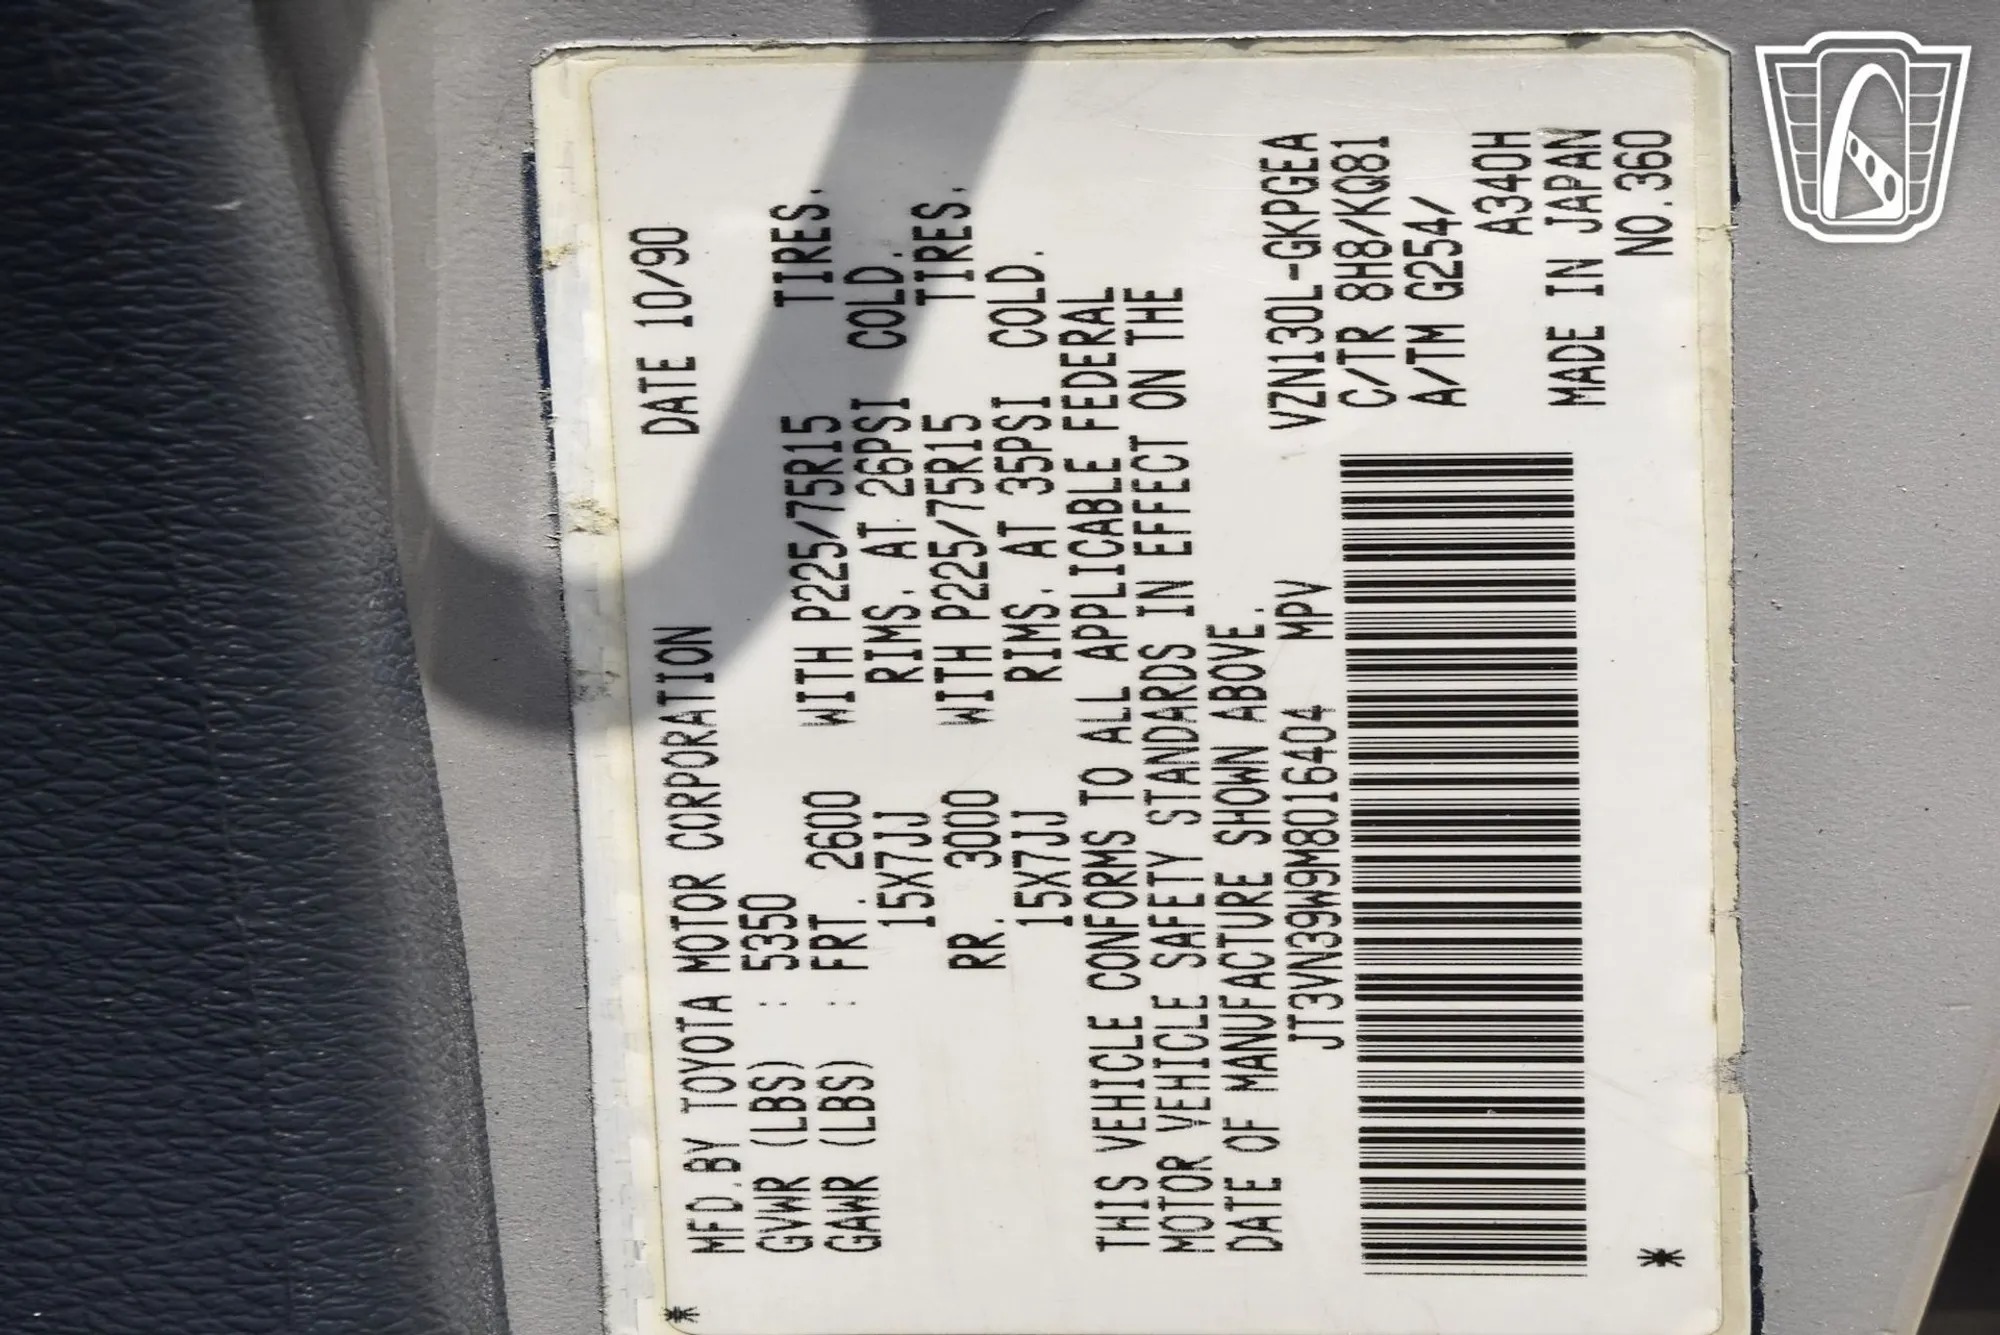 MFD.BY TOYOTA MOTOR CORPORATION DATE 10/90
GVWR (LBS) : 5350
GAWR (LBS) : FRT. 2600 WITH P225/75R15 TIRES.
15X7JJ RIMS. AT 26PSI COLD.
RR. 3000 WITH P225/75R15 TIRES.
15X7JJ RIMS. AT 35PSI COLD.
THIS VEHICLE CONFORMS TO ALL APPLICABLE FEDERAL
MOTOR VEHICLE SAFETY STANDARDS IN EFFECT ON THE
DATE OF MANUFACTURE SHOWN ABOVE.
JT3VN39W9M8016404 MPV VZN130L-GKPGEA
C/TR 8H8/KQ81
A/TM G254/
A340H
MADE IN JAPAN
* NO.360
*